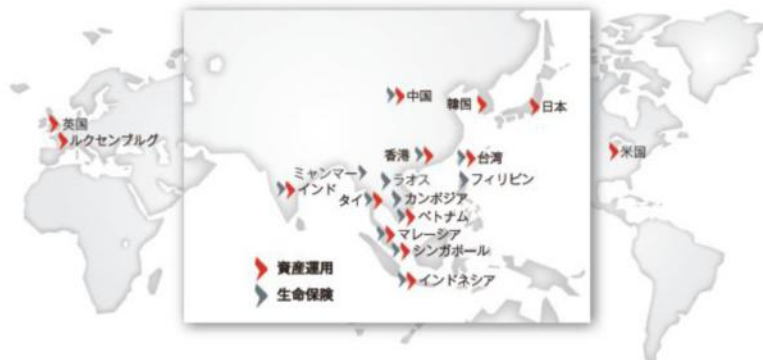 中国
韓国
日本
英国
ルクセンブルグ
香港
台湾
米国
ミャンマー
ラオス
フィリピン
インド
タイ
カンボジア
ベトナム
マレーシア
シンガポール
資産運用
インドネシア
生命保険